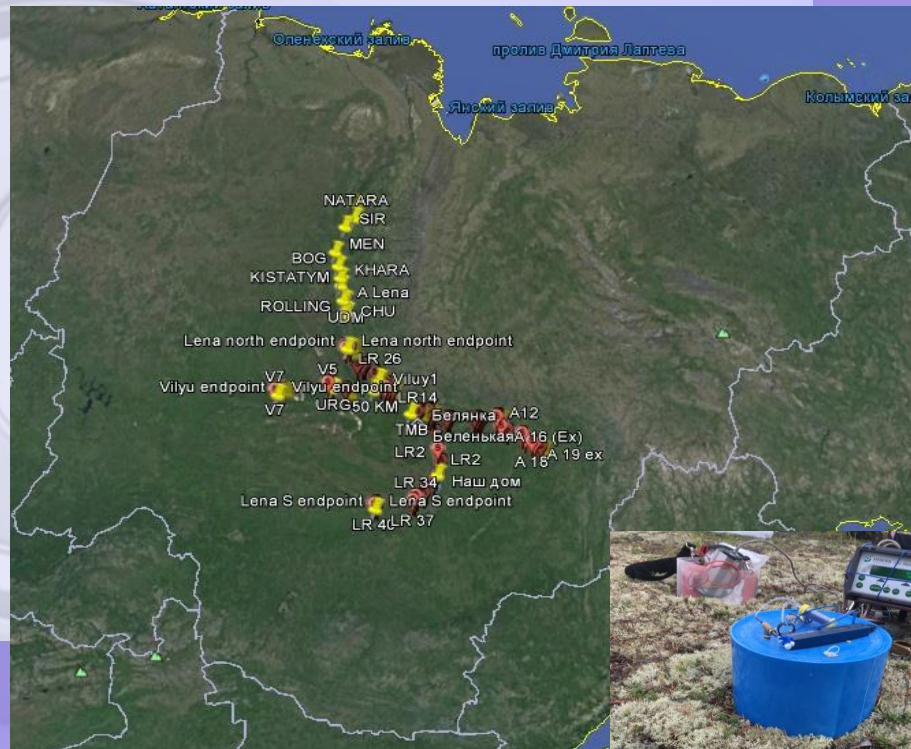 Оленёкский залив
пролив Дмитрия Лаптева
Янский залив
Колымский за
NATARA
SIR
MEN
BOG
KHARA
KISTATYM
A Lena
ROLLING
CHU
UDM
Lena north endpoint
Lena north endpoint
LR 26
V7
V5
Viluy1
Vilyu endpoint
Vilyu endpoint
V7
URG
50 KM
LR14
Белянка
A12
TMB
Беленькая
A 16 (Ex)
LR2
LR2
A 18
A 19 ex
LR 34
Наш дом
Lena S endpoint
Lena S endpoint
LR 40
LR 37